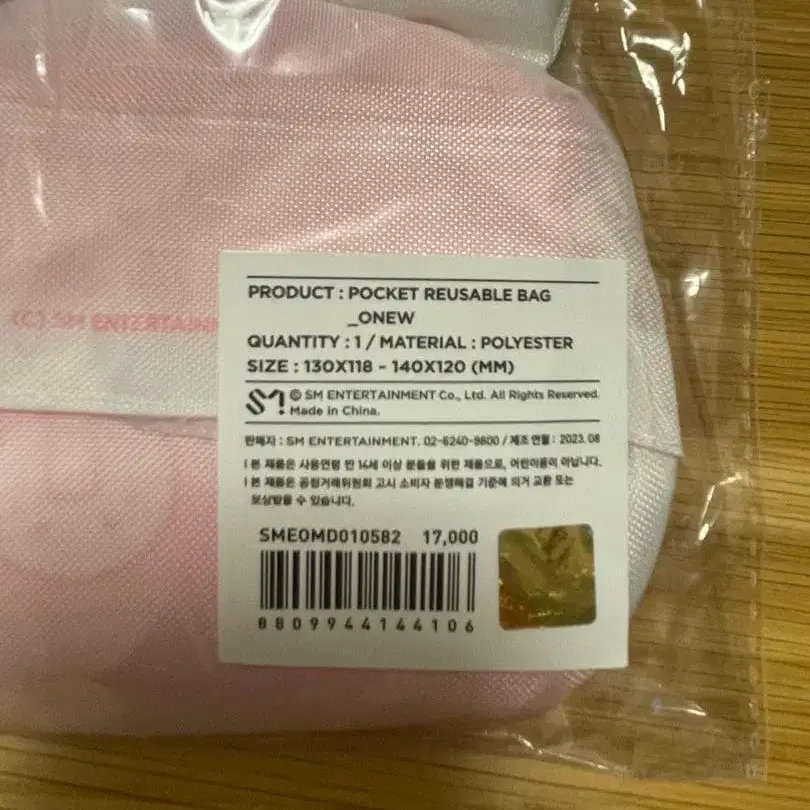 (C) SM ENTERTAINM
PRODUCT : POCKET REUSABLE BAG
_ONEW
QUANTITY : 1 / MATERIAL : POLYESTER
SIZE : 130X118 - 140X120 (MM)
SM! © SM ENTERTAINMENT Co., Ltd. All Rights Reserved.
Made in China.
판매자 : SM ENTERTAINMENT. 02-6240-9800 / 제조 연월 : 2023.08
| 본 제품은 사용연령 만 14세 이상 분들을 위한 제품으로, 어린이용이 아닙니다.
| 본 제품은 공정거래위원회 고시 소비자 분쟁해결 기준에 의거 교환 또는
보상받을 수 있습니다.
SMEOMD010582 17,000
8809944144106